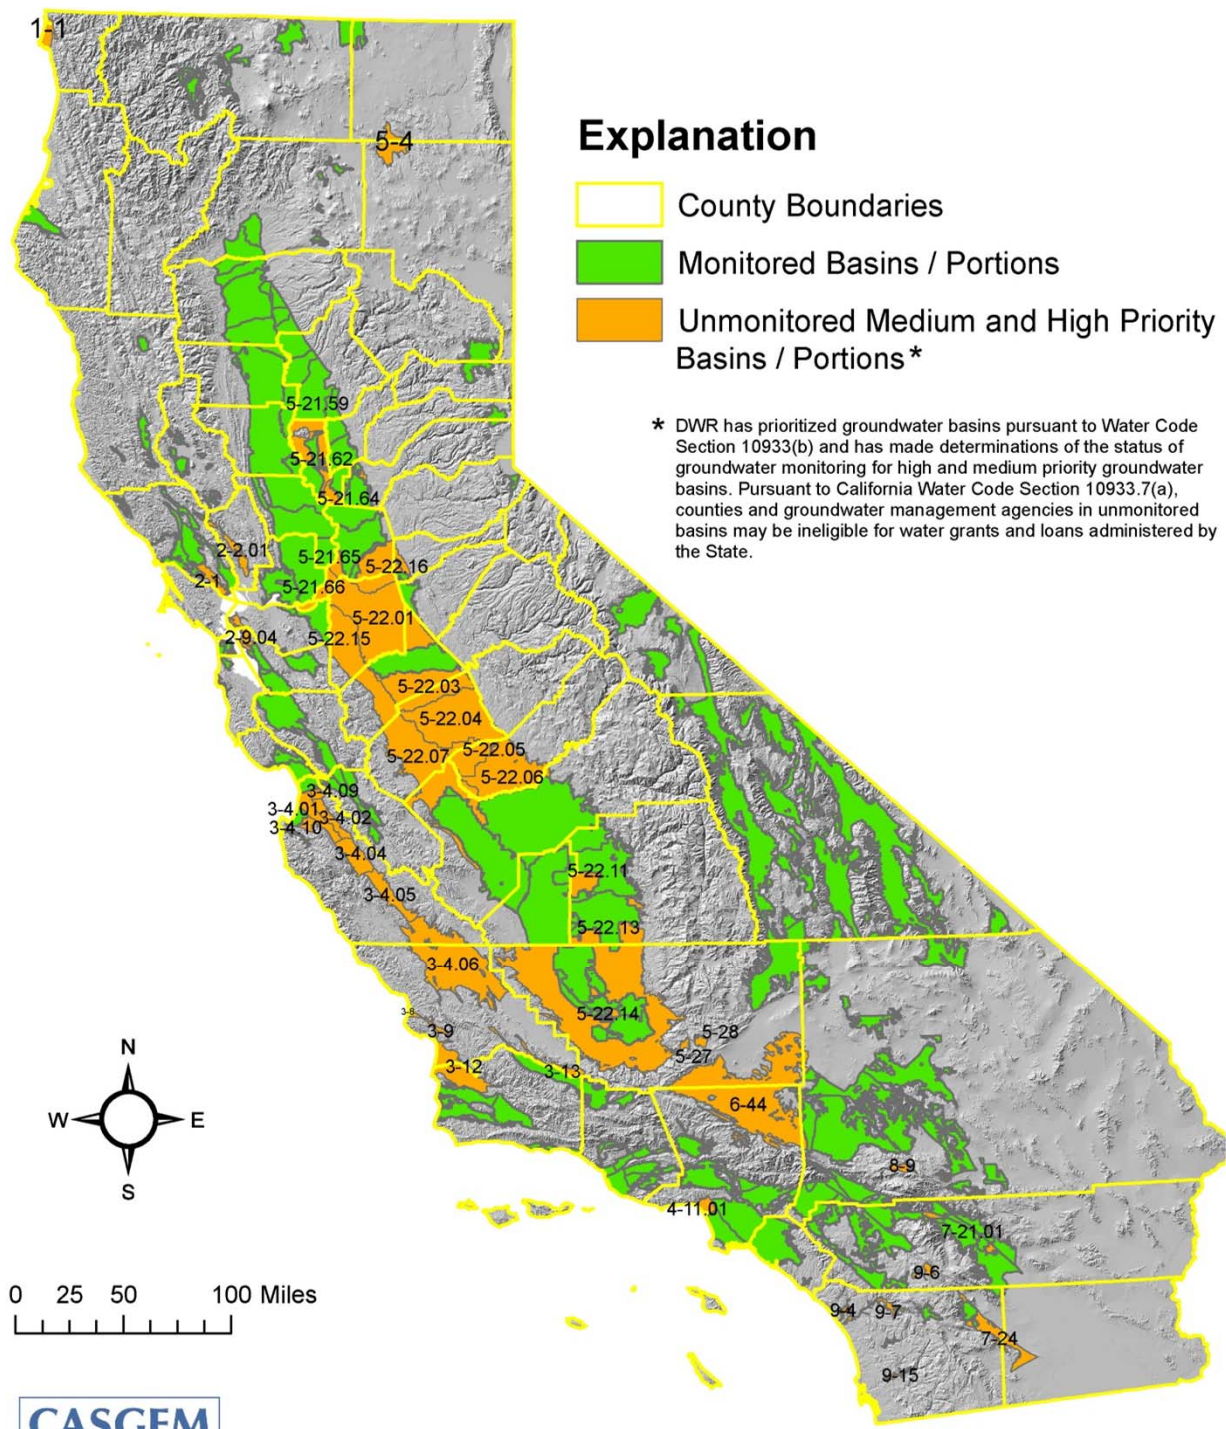 1-1
5-4
Explanation
County Boundaries
Monitored Basins / Portions
Unmonitored Medium and High Priority
Basins / Portions*
* DWR has prioritized groundwater basins pursuant to Water Code
Section 10933(b) and has made determinations of the status of
groundwater monitoring for high and medium priority groundwater
basins. Pursuant to California Water Code Section 10933.7(a),
counties and groundwater management agencies in unmonitored
basins may be ineligible for water grants and loans administered by
the State.
5-21.59
5-21.62
5-21.64
2-2.01
5-21.65
5-22.16
2-1
5-21.66
5-22.01
2-9.04
5-22.15
5-22.03
5-22.04
5-22.05
5-22.07
5-22.06
3-4.09
3-4.01
3-4.02
3-4.10
3-4.04
5-22.11
3-4.05
5-22.13
3-4.06
3-8
5-22.14
3-9
5-28
5-27
3-12
3-13
6-44
8-9
4-11.01
7-21.01
9-6
9-4
9-7
7-24
9-15
N
W
E
S
0 25 50 100 Miles
CASGEM